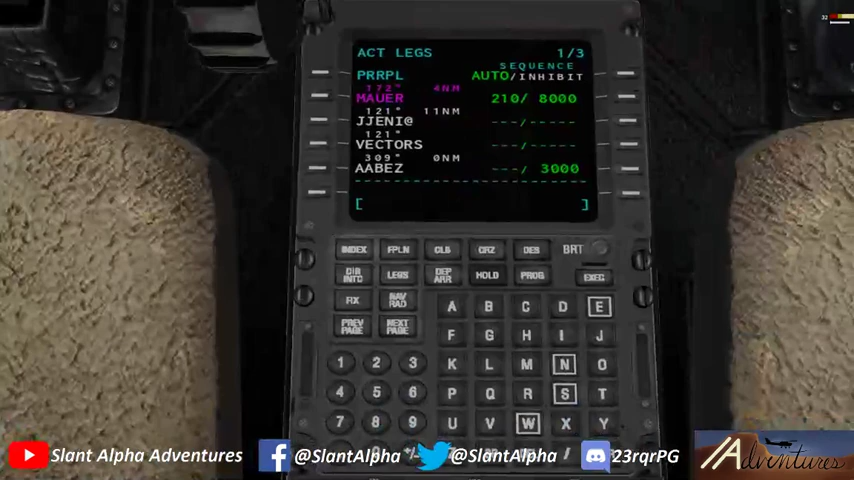 32
ACT LEGS 1/3
SEQUENCE
PRRPL AUTO/INHIBIT
172° 4NM
MAUER 210/ 8000
121° 11NM
JJENI@ ---/-----
121°
VECTORS ---/-----
309° 0NM
AABEZ ---/ 3000
[ ]
INDEX FPLN CLB CRZ DES BRT
DIR INTC LEGS DEP ARR HOLD PROG EXEC
FIX NAV RAD A B C D E
PREV PAGE NEXT PAGE F G H I J
1 2 3 K L M N O
4 5 6 P Q R S T
7 8 9 U V W X Y
Slant Alpha Adventures @SlantAlpha @SlantAlpha 23rqrPG
Adventures